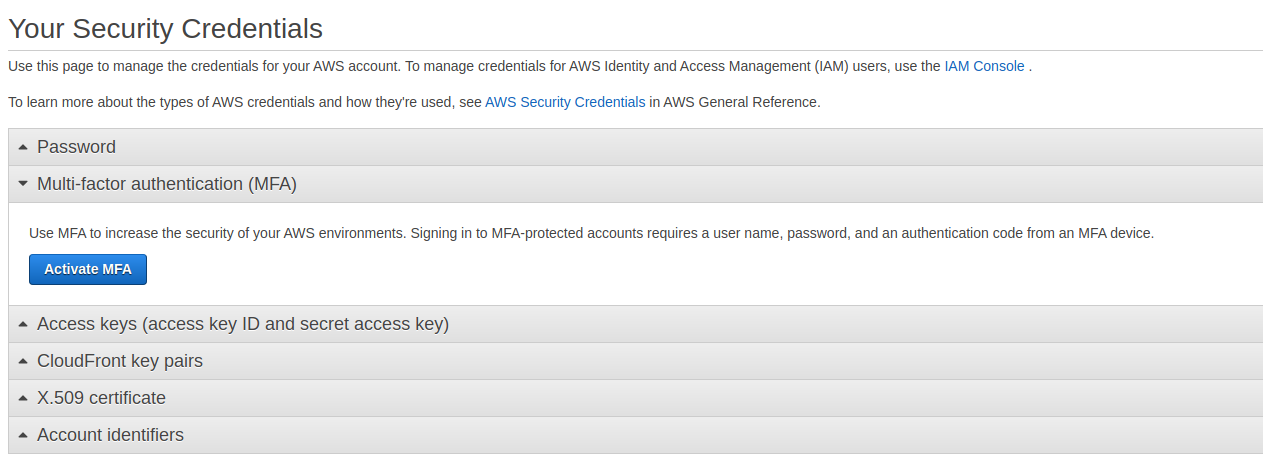 Your Security Credentials
Use this page to manage the credentials for your AWS account. To manage credentials for AWS Identity and Access Management (IAM) users, use the IAM Console .
To learn more about the types of AWS credentials and how they're used, see AWS Security Credentials in AWS General Reference.
Password
Multi-factor authentication (MFA)
Use MFA to increase the security of your AWS environments. Signing in to MFA-protected accounts requires a user name, password, and an authentication code from an MFA device.
Activate MFA
Access keys (access key ID and secret access key)
CloudFront key pairs
X.509 certificate
Account identifiers